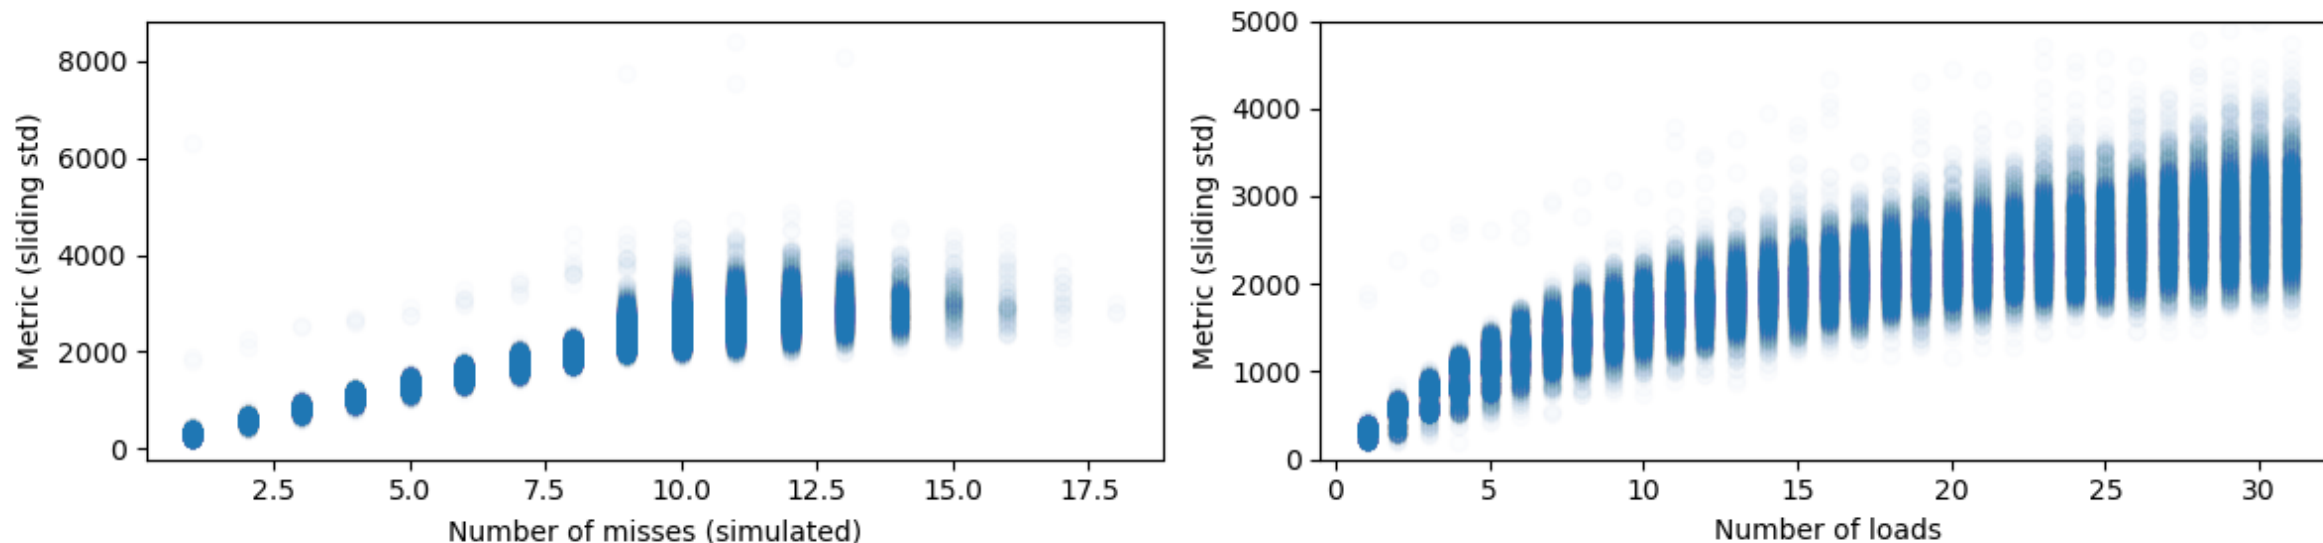 Metric (sliding std)
8000
6000
4000
2000
0
2.5 5.0 7.5 10.0 12.5 15.0 17.5
Number of misses (simulated)
Metric (sliding std)
5000
4000
3000
2000
1000
0
0 5 10 15 20 25 30
Number of loads